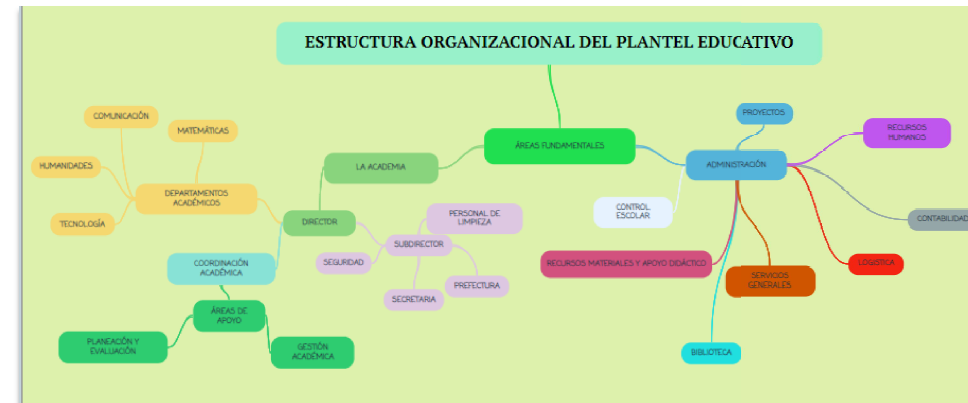 ESTRUCTURA ORGANIZACIONAL DEL PLANTEL EDUCATIVO
COMUNICACIÓN
MATEMÁTICAS
HUMANIDADES
DEPARTAMENTOS
ACADÉMICOS
TECNOLOGÍA
LA ACADEMIA
ÁREAS FUNDAMENTALES
DIRECTOR
COORDINACIÓN
ACADÉMICA
ÁREAS DE
APOYO
PLANEACIÓN Y
EVALUACIÓN
GESTIÓN
ACADÉMICA
PERSONAL DE
LIMPIEZA
SUBDIRECTOR
SEGURIDAD
SECRETARIA
PREFECTURA
PROYECTOS
RECURSOS
HUMANOS
ADMINISTRACIÓN
CONTROL
ESCOLAR
CONTABILIDAD
RECURSOS MATERIALES Y APOYO DIDÁCTICO
SERVICIOS
GENERALES
LOGISTICA
BIBLIOTECA